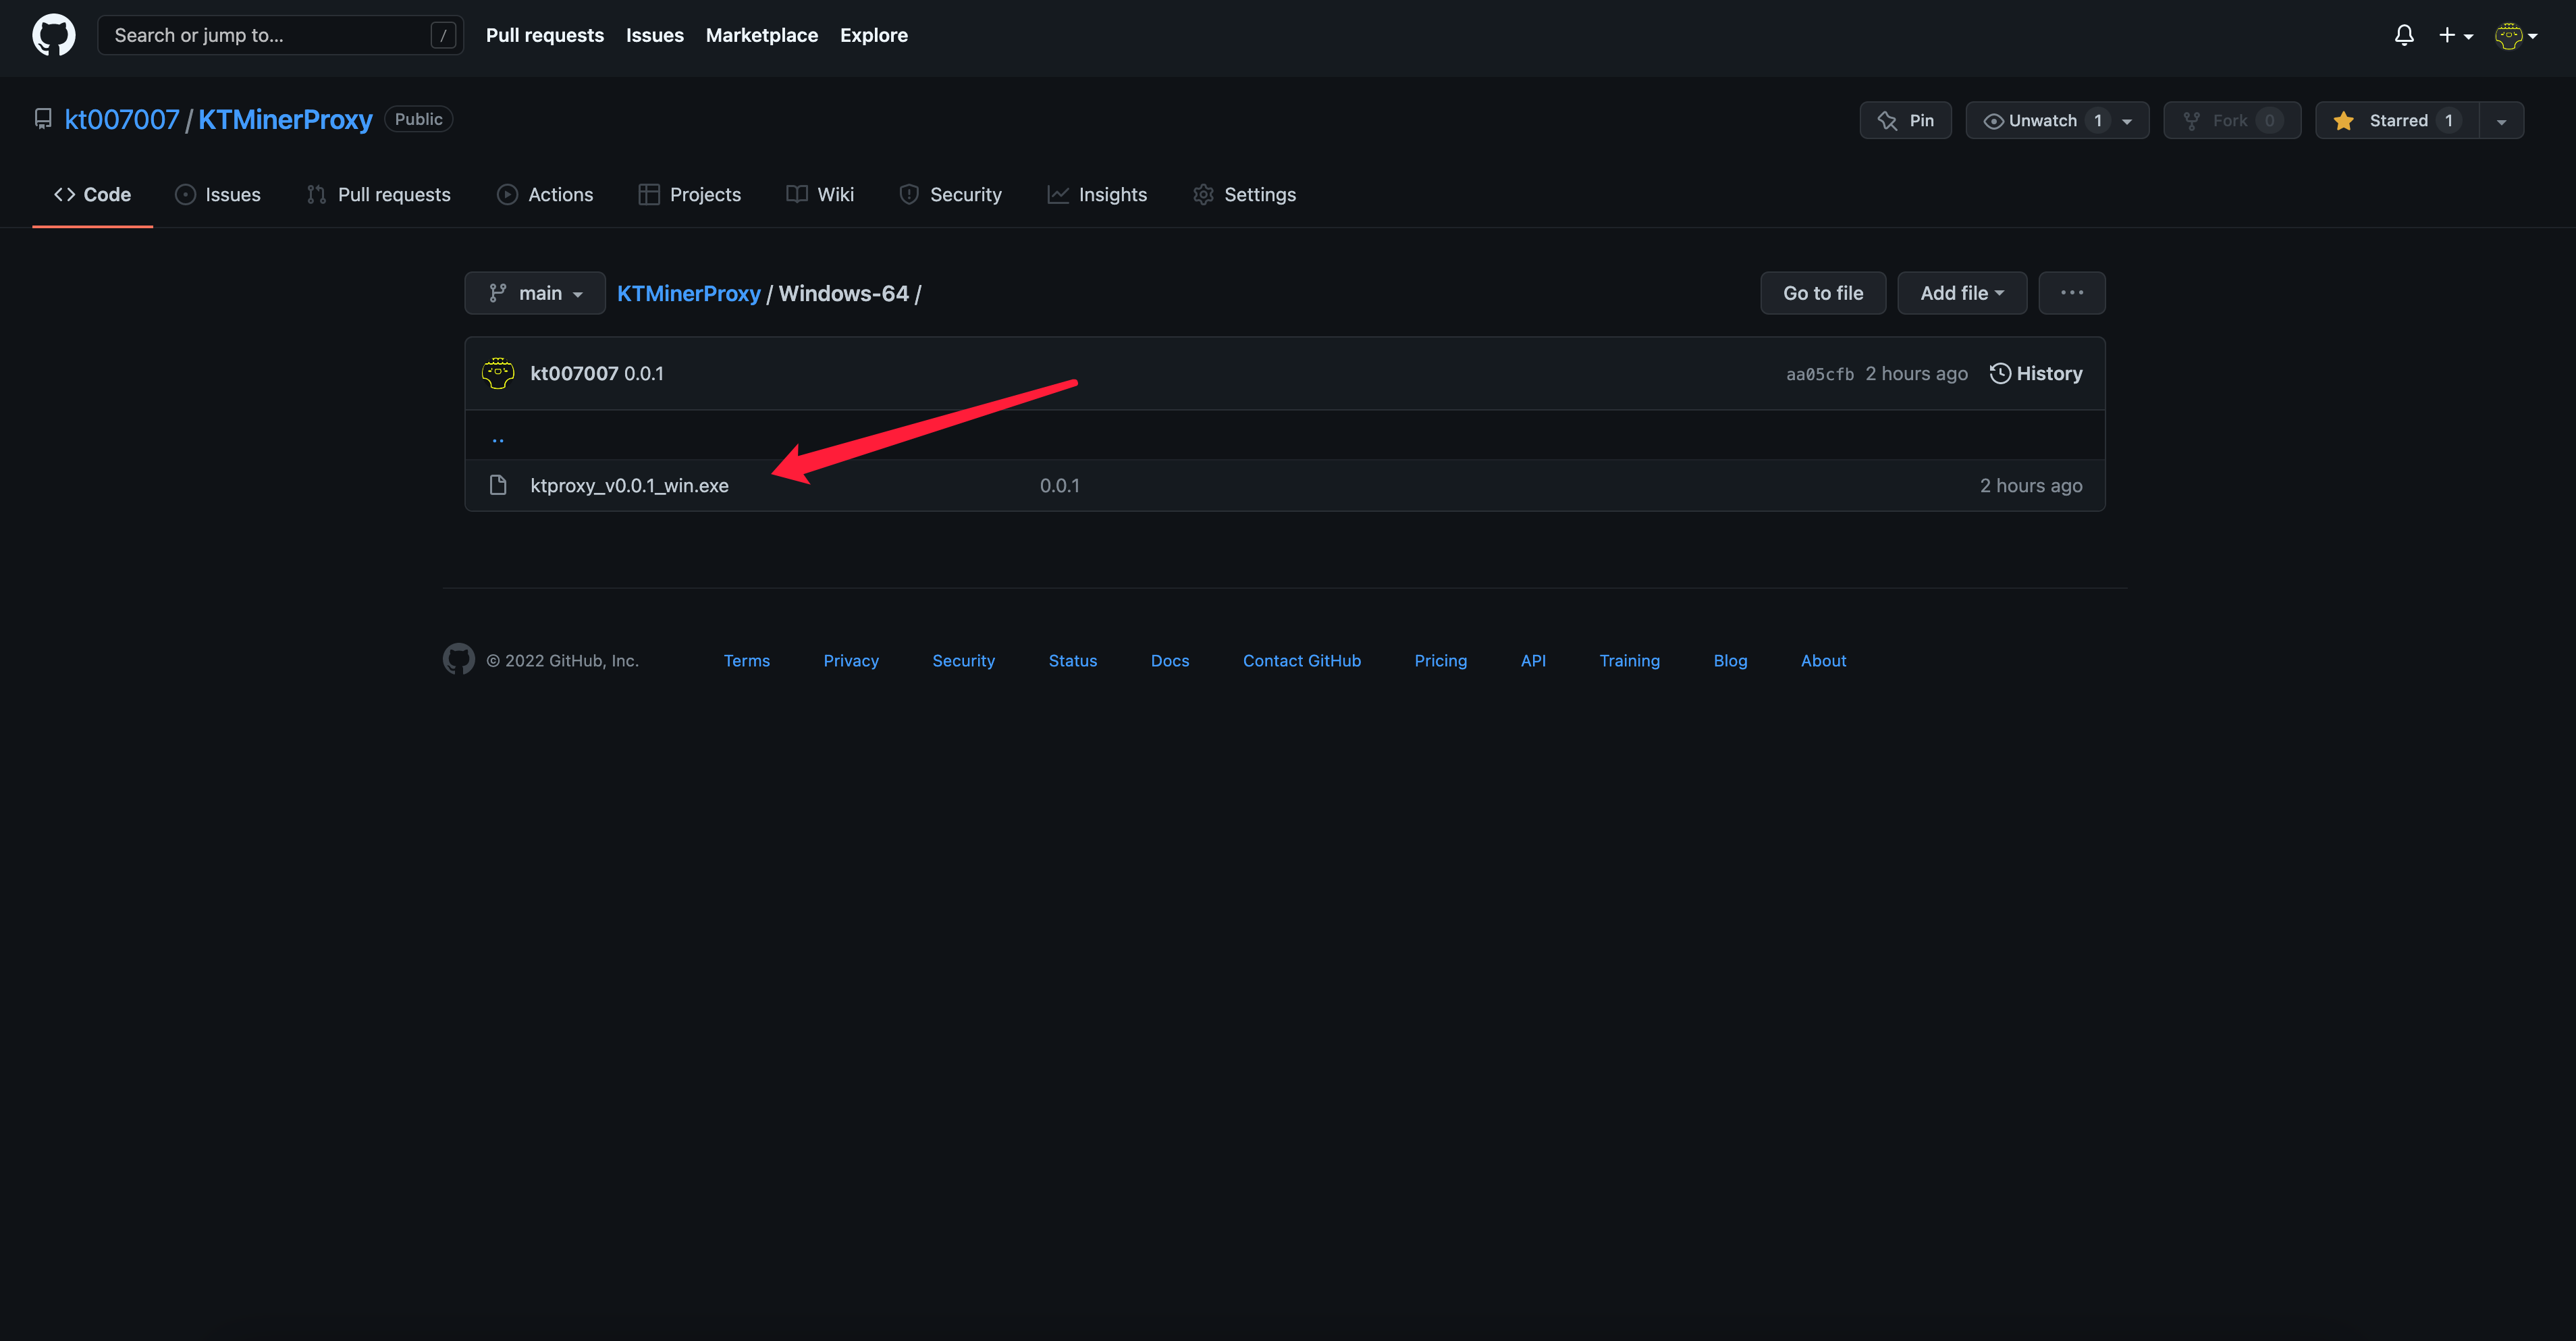 Search or jump to... / Pull requests Issues Marketplace Explore
kt007007 / KTMinerProxy Public Pin Unwatch 1 Fork 0 Starred 1
Code Issues Pull requests Actions Projects Wiki Security Insights Settings
main KTMinerProxy / Windows-64 / Go to file Add file ...
kt007007 0.0.1 aa05cfb 2 hours ago History
..
ktproxy_v0.0.1_win.exe 0.0.1 2 hours ago
© 2022 GitHub, Inc. Terms Privacy Security Status Docs Contact GitHub Pricing API Training Blog About